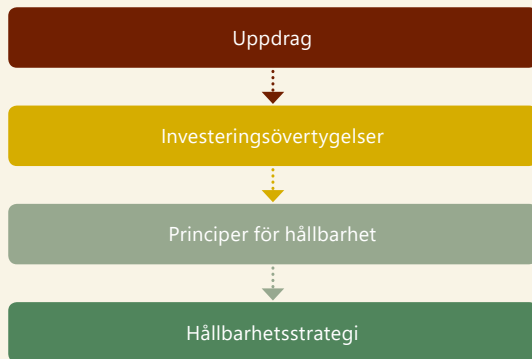 Uppdrag
Investeringsövertygelser
Principer för hållbarhet
Hållbarhetsstrategi